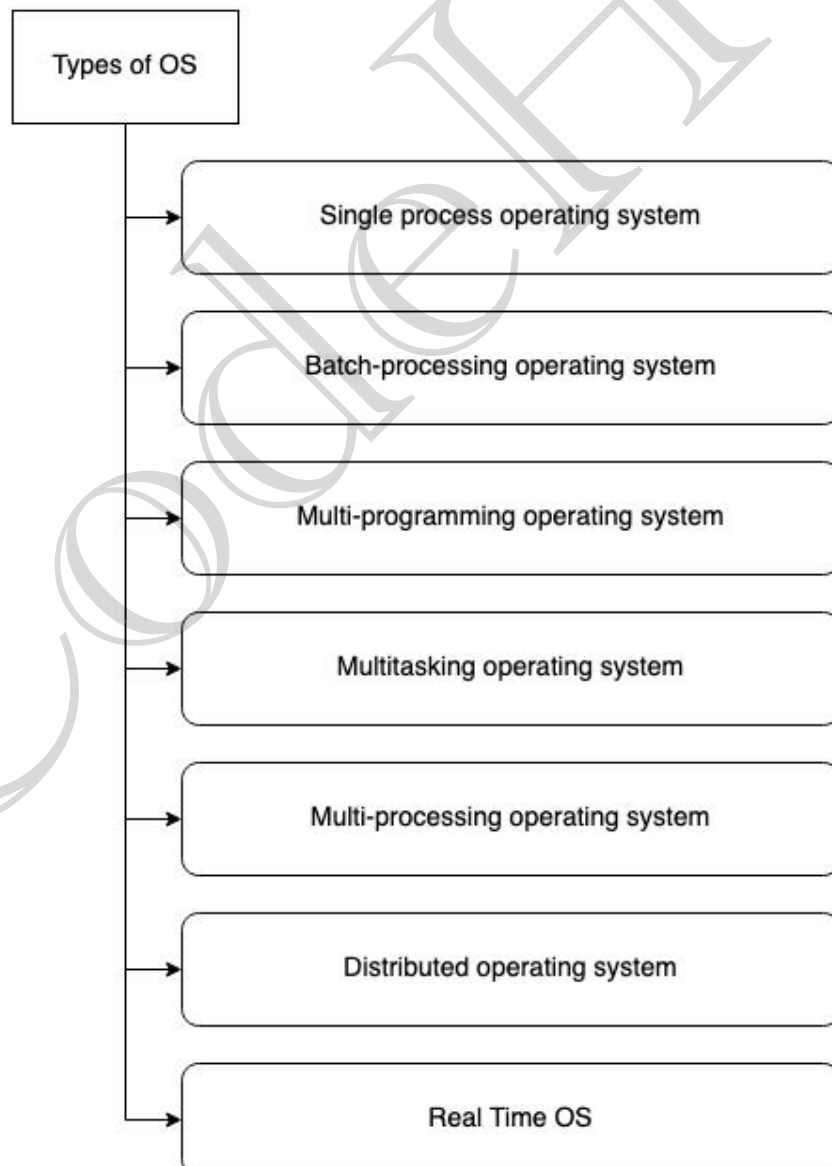 Types of OS
Single process operating system
Batch-processing operating system
Multi-programming operating system
Multitasking operating system
Multi-processing operating system
Distributed operating system
Real Time OS
CodeH